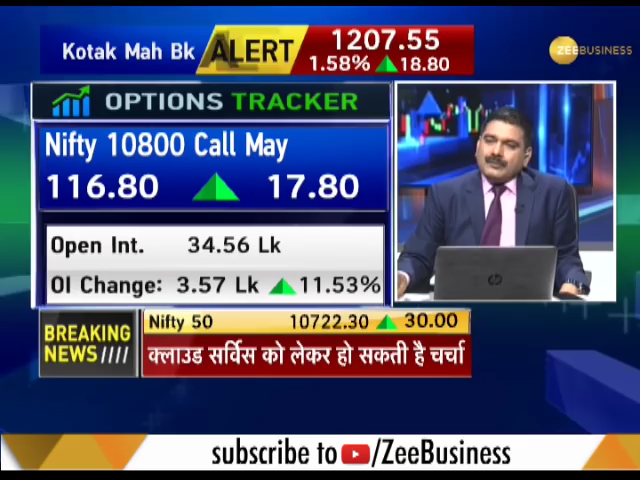 Kotak Mah Bk ALERT 1207.55
1.58% 18.80
ZEEBUSINESS
OPTIONS TRACKER
Nifty 10800 Call May
116.80 17.80
Open Int. 34.56 Lk
OI Change: 3.57 Lk 11.53%
hp
BREAKING
NEWS
Nifty 50 10722.30 30.00
क्लाउड सर्विस को लेकर हो सकती है चर्चा
subscribe to /ZeeBusiness